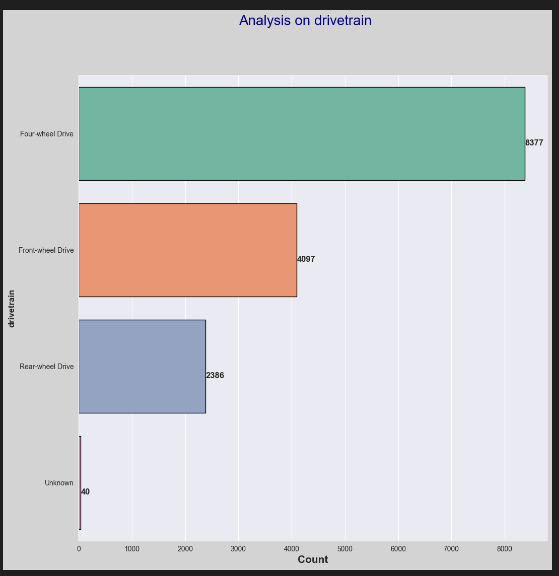 Analysis on drivetrain
Four-wheel Drive
8377
Front-wheel Drive
4097
drivetrain
Rear-wheel Drive
2386
Unknown
40
0 1000 2000 3000 4000 5000 6000 7000 8000
Count